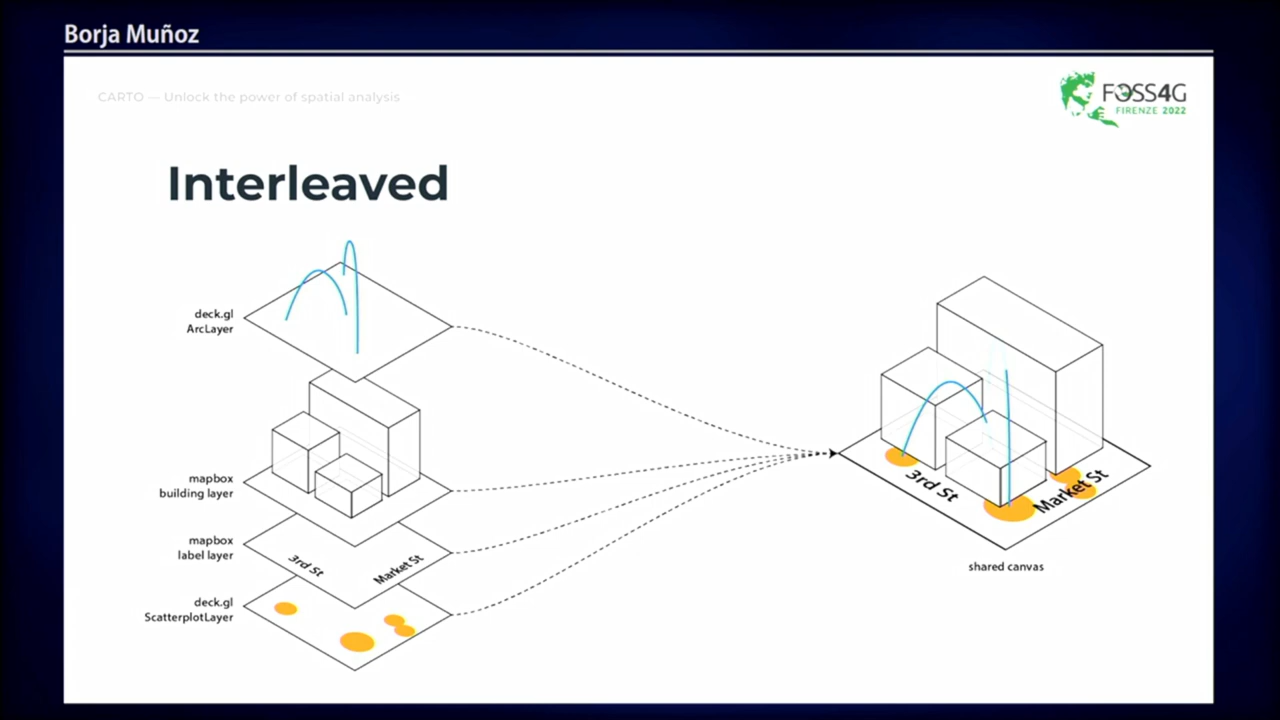 Borja Muñoz
CARTO — Unlock the power of spatial analysis
FOSS4G
FIRENZE 2022
Interleaved
deck.gl
ArcLayer
mapbox
building layer
mapbox
label layer
3rd St
Market St
deck.gl
ScatterplotLayer
3rd St
Market St
shared canvas